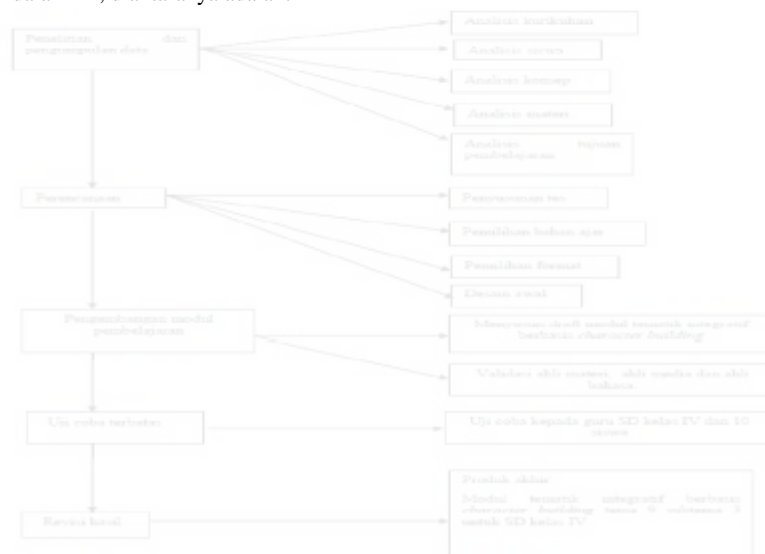 Penelitian dan
pengumpulan data
Analisis kurikulum
Analisis siswa
Analisis konsep
Analisis materi
Analisis tujuan
pembelajaran
Perencanaan
Penyusunan tes
Pemilihan bahan ajar
Pemilihan format
Desain awal
Pengembangan modul
pembelajaran
Menyusun draft modul tematik integratif
berbasis character building
Validasi ahli materi, ahli media dan ahli
bahasa
Uji coba terbatas
Uji coba kepada guru SD kelas IV dan 10
siswa
Revisi hasil
Produk akhir
Modul tematik integratif berbasis
character building tema 9 subtema 3
untuk SD kelas IV